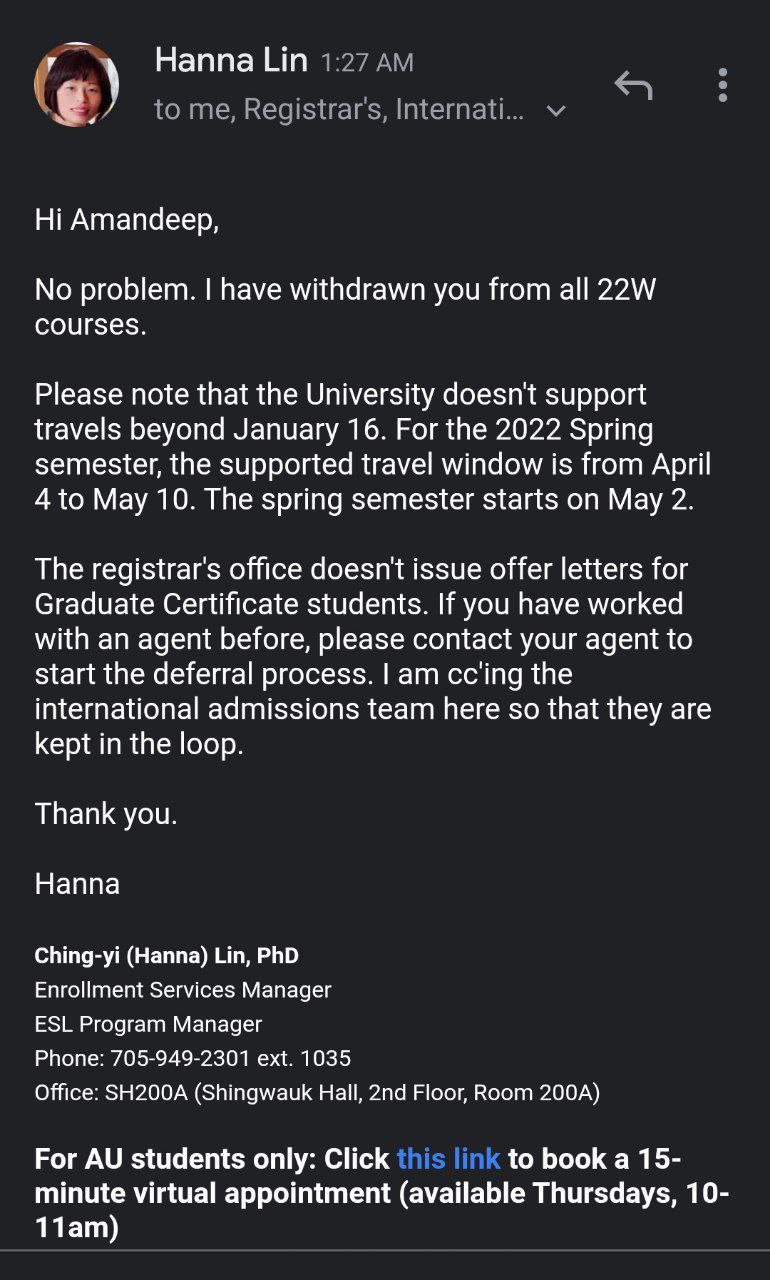 Hanna Lin 1:27 AM
to me, Registrar's, Internati...
Hi Amandeep,
No problem. I have withdrawn you from all 22W
courses.
Please note that the University doesn't support
travels beyond January 16. For the 2022 Spring
semester, the supported travel window is from April
4 to May 10. The spring semester starts on May 2.
The registrar's office doesn't issue offer letters for
Graduate Certificate students. If you have worked
with an agent before, please contact your agent to
start the deferral process. I am cc'ing the
international admissions team here so that they are
kept in the loop.
Thank you.
Hanna
Ching-yi (Hanna) Lin, PhD
Enrollment Services Manager
ESL Program Manager
Phone: 705-949-2301 ext. 1035
Office: SH200A (Shingwauk Hall, 2nd Floor, Room 200A)
For AU students only: Click this link to book a 15-
minute virtual appointment (available Thursdays, 10-
11am)